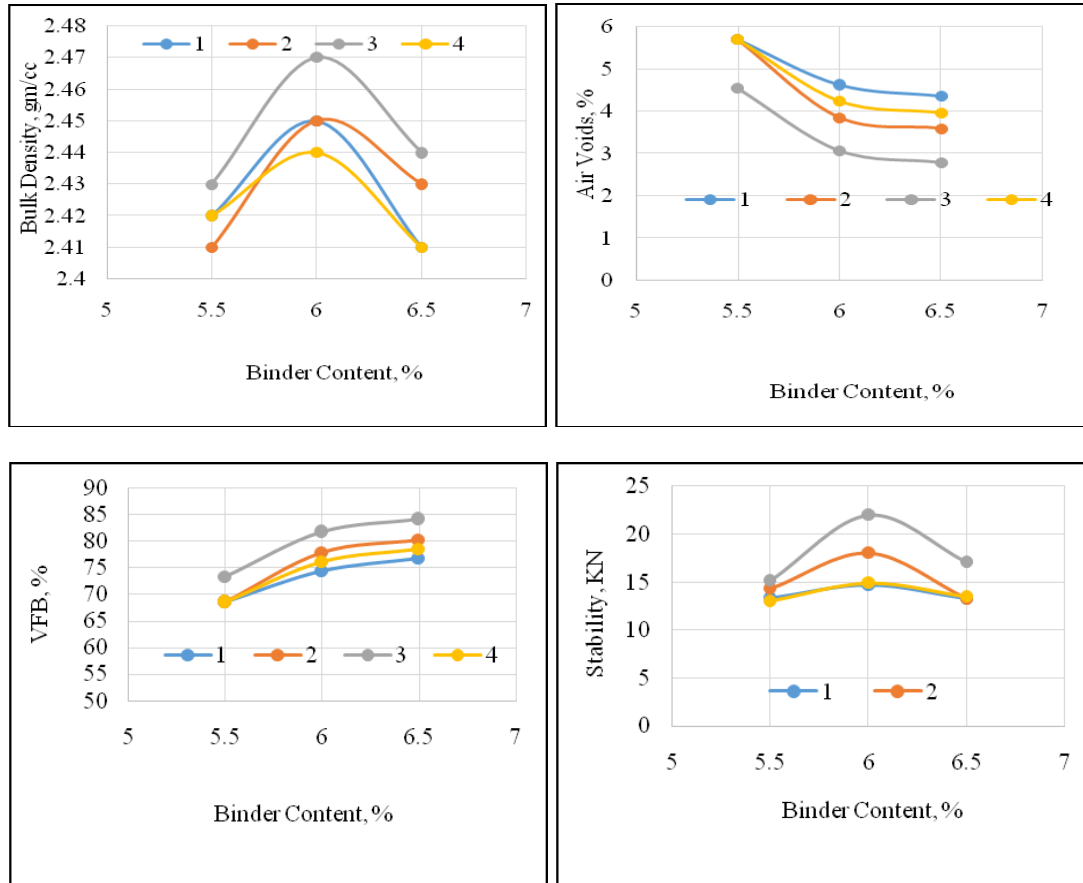 2.48
2.47
2.46
2.45
2.44
2.43
2.42
2.41
2.4
Bulk Density, gm/cc
1 2 3 4
5 5.5 6 6.5 7
Binder Content, %
6
5
4
3
2
1
0
Air Voids, %
1 2 3 4
5 5.5 6 6.5 7
Binder Content, %
90
85
80
75
70
65
60
55
50
VFB, %
1 2 3 4
5 5.5 6 6.5 7
Binder Content, %
25
20
15
10
5
0
Stability, KN
1 2
5 5.5 6 6.5 7
Binder Content, %